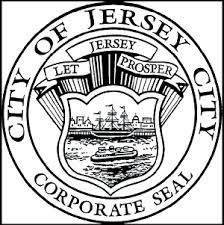 CITY OF JERSEY CITY
JERSEY
LET PROSPER
CORPORATE SEAL